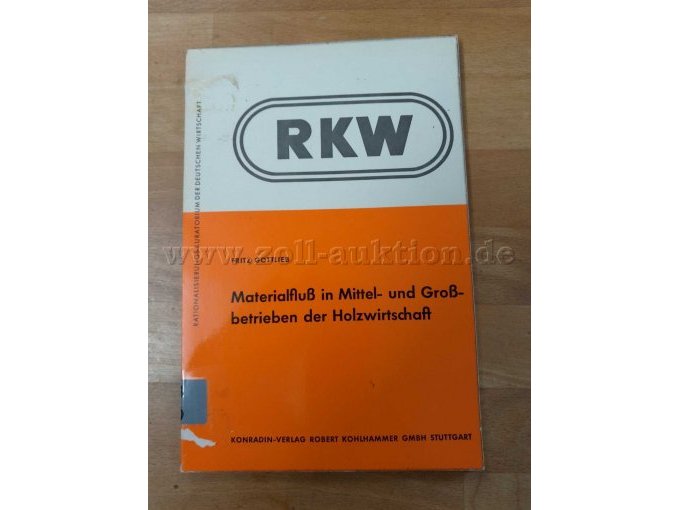 RKW
RATIONALISIERUNGS-KURATORIUM DER DEUTSCHEN WIRTSCHAFT
www.zoll-auktion.de
FRITZ GOTTLIEB
Materialfluß in Mittel- und Groß-
betrieben der Holzwirtschaft
KONRADIN-VERLAG ROBERT KOHLHAMMER GMBH STUTTGART